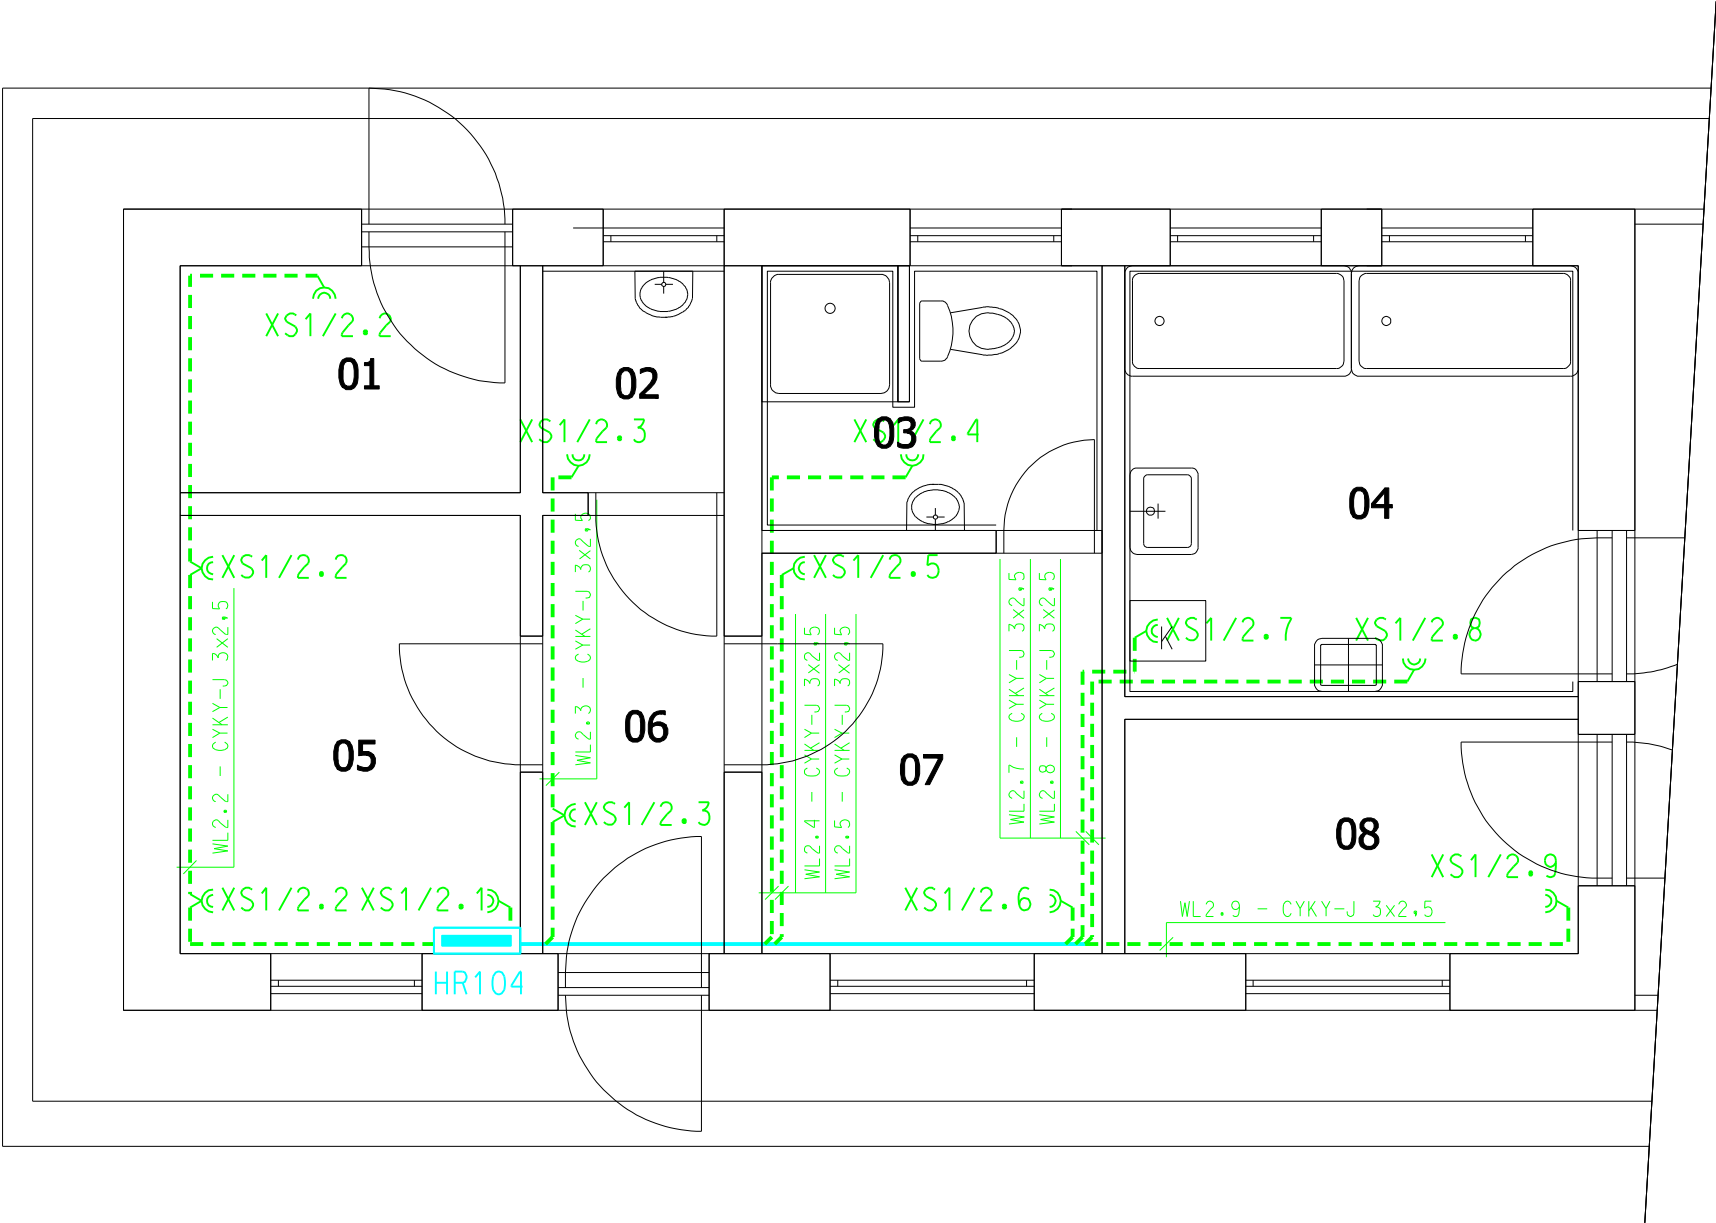 XS1/2.2
01
02
XS1/2.3
XS1/2.4
03
04
XS1/2.2
WL2.2 - CYKY-J 3x2,5
WL2.3 - CYKY-J 3x2,5
XS1/2.5
WL2.4 - CYKY-J 3x2,5
WL2.5 - CYKY-J 3x2,5
WL2.7 - CYKY-J 3x2,5
WL2.8 - CYKY-J 3x2,5
K
XS1/2.7
XS1/2.8
05
06
07
XS1/2.3
08
XS1/2.9
XS1/2.2
XS1/2.1
XS1/2.6
WL2.9 - CYKY-J 3x2,5
HR104